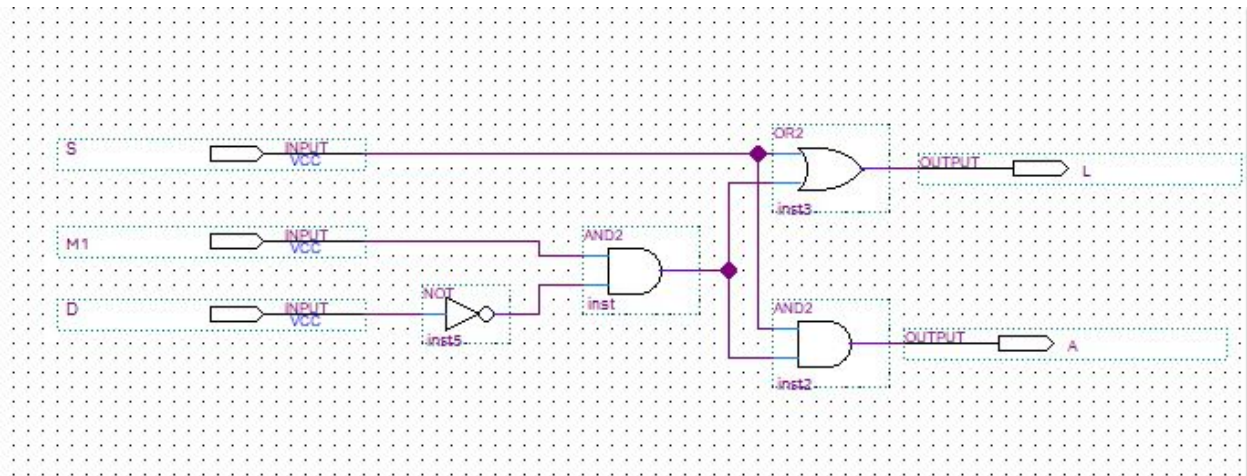 OR2
S INPUT VCC
OUTPUT L
inst3
M1 INPUT VCC
AND2
D INPUT VCC
NOT
inst
inst5
AND2
OUTPUT A
inst2